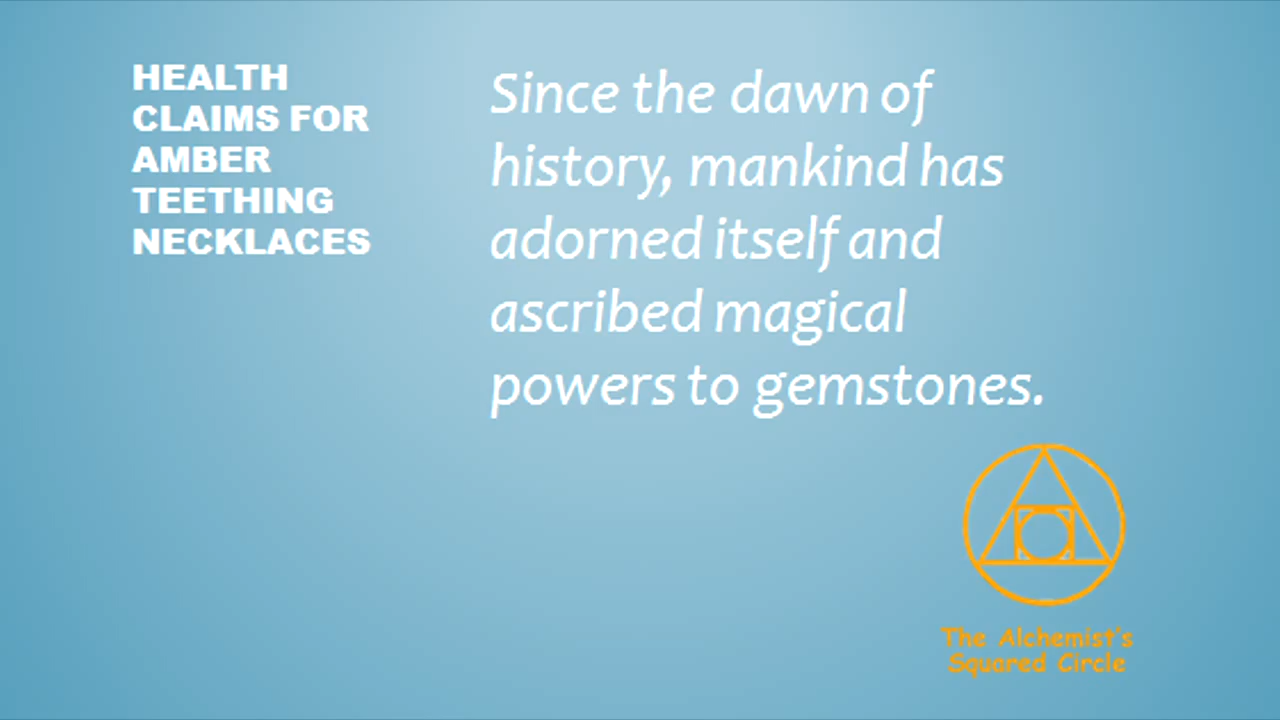 HEALTH
CLAIMS FOR
AMBER
TEETHING
NECKLACES
Since the dawn of
history, mankind has
adorned itself and
ascribed magical
powers to gemstones.
The Alchemist's
Squared Circle